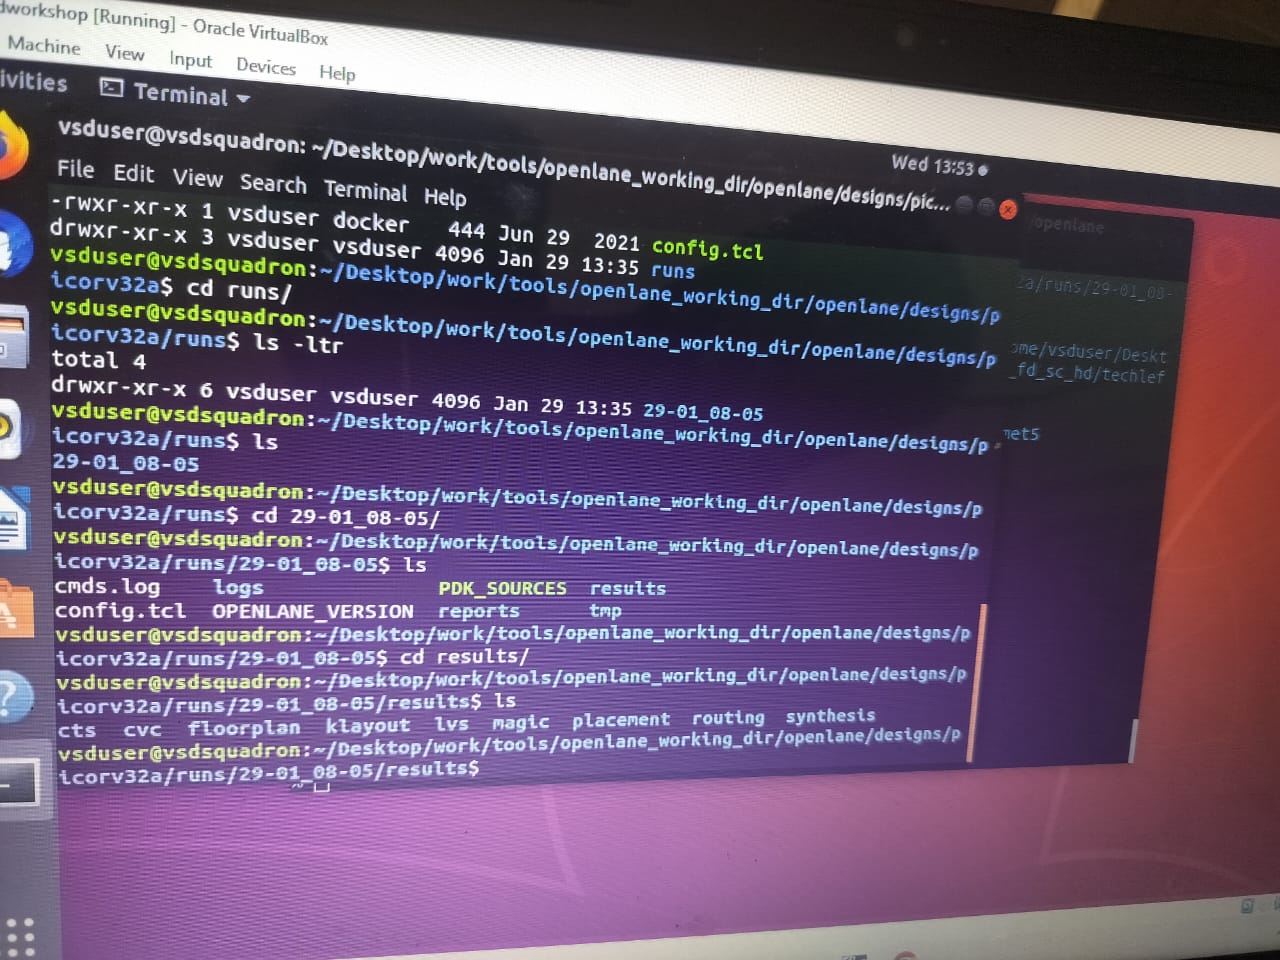 dworkshop [Running] - Oracle VirtualBox
Machine View Input Devices Help
ivities Terminal
Wed 13:53
vsduser@vsdsquadron: ~/Desktop/work/tools/openlane_working_dir/openlane/designs/pic...
File Edit View Search Terminal Help
-rwxr-xr-x 1 vsduser docker 444 Jun 29 2021 config.tcl
drwxr-xr-x 3 vsduser vsduser 4096 Jan 29 13:35 runs
vsduser@vsdsquadron:~/Desktop/work/tools/openlane_working_dir/openlane/designs/p
icorv32a$ cd runs/
vsduser@vsdsquadron:~/Desktop/work/tools/openlane_working_dir/openlane/designs/p
icorv32a/runs$ ls -ltr
total 4
drwxr-xr-x 6 vsduser vsduser 4096 Jan 29 13:35 29-01_08-05
vsduser@vsdsquadron:~/Desktop/work/tools/openlane_working_dir/openlane/designs/p
icorv32a/runs$ ls
29-01_08-05
vsduser@vsdsquadron:~/Desktop/work/tools/openlane_working_dir/openlane/designs/p
icorv32a/runs$ cd 29-01_08-05/
vsduser@vsdsquadron:~/Desktop/work/tools/openlane_working_dir/openlane/designs/p
icorv32a/runs/29-01_08-05$ ls
cmds.log logs PDK_SOURCES results
config.tcl OPENLANE_VERSION reports tmp
vsduser@vsdsquadron:~/Desktop/work/tools/openlane_working_dir/openlane/designs/p
icorv32a/runs/29-01_08-05$ cd results/
vsduser@vsdsquadron:~/Desktop/work/tools/openlane_working_dir/openlane/designs/p
icorv32a/runs/29-01_08-05/results$ ls
cts cvc floorplan klayout lvs magic placement routing synthesis
vsduser@vsdsquadron:~/Desktop/work/tools/openlane_working_dir/openlane/designs/p
icorv32a/runs/29-01_08-05/results$
/openlane
2a/runs/29-01_08-
ome/vsduser/Deskt
_fd_sc_hd/techlef
met5